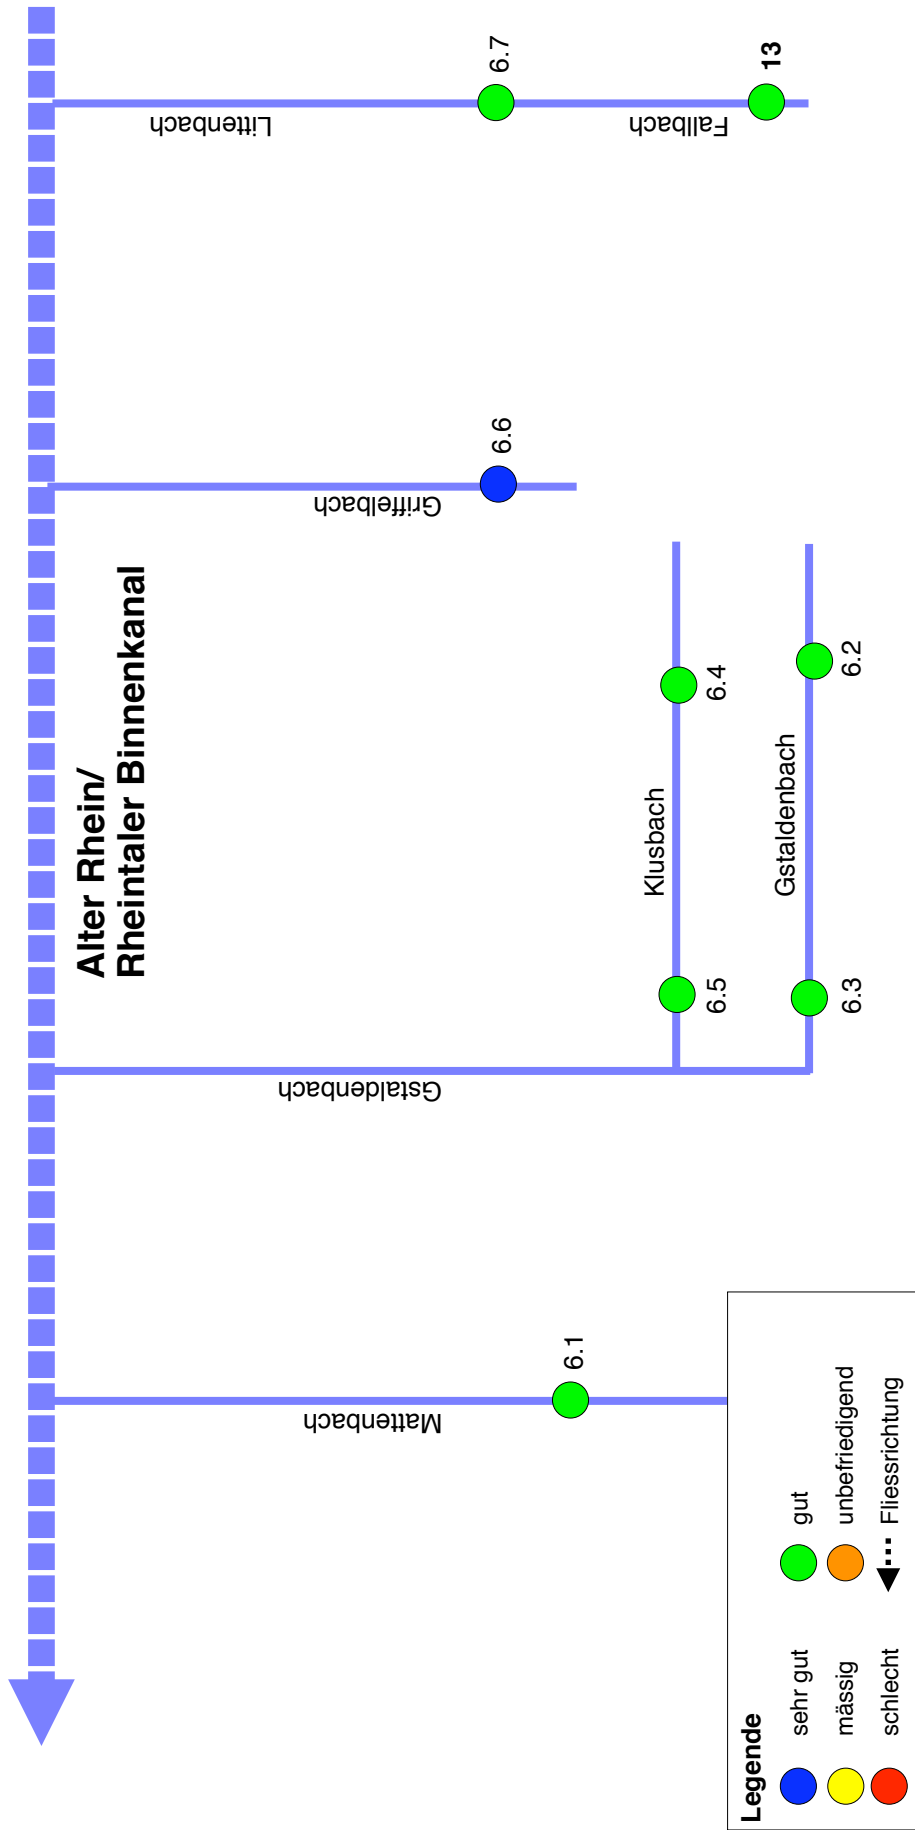 Alter Rhein/
Rheintaler Binnenkanal
Mattenbach
Gstaldenbach
Griffelbach
Littenbach
6.1
6.6
6.7
Klusbach
6.5
6.4
Fallbach
13
Gstaldenbach
6.3
6.2
Legende
sehr gut
gut
mässig
unbefriedigend
schlecht
Fliessrichtung